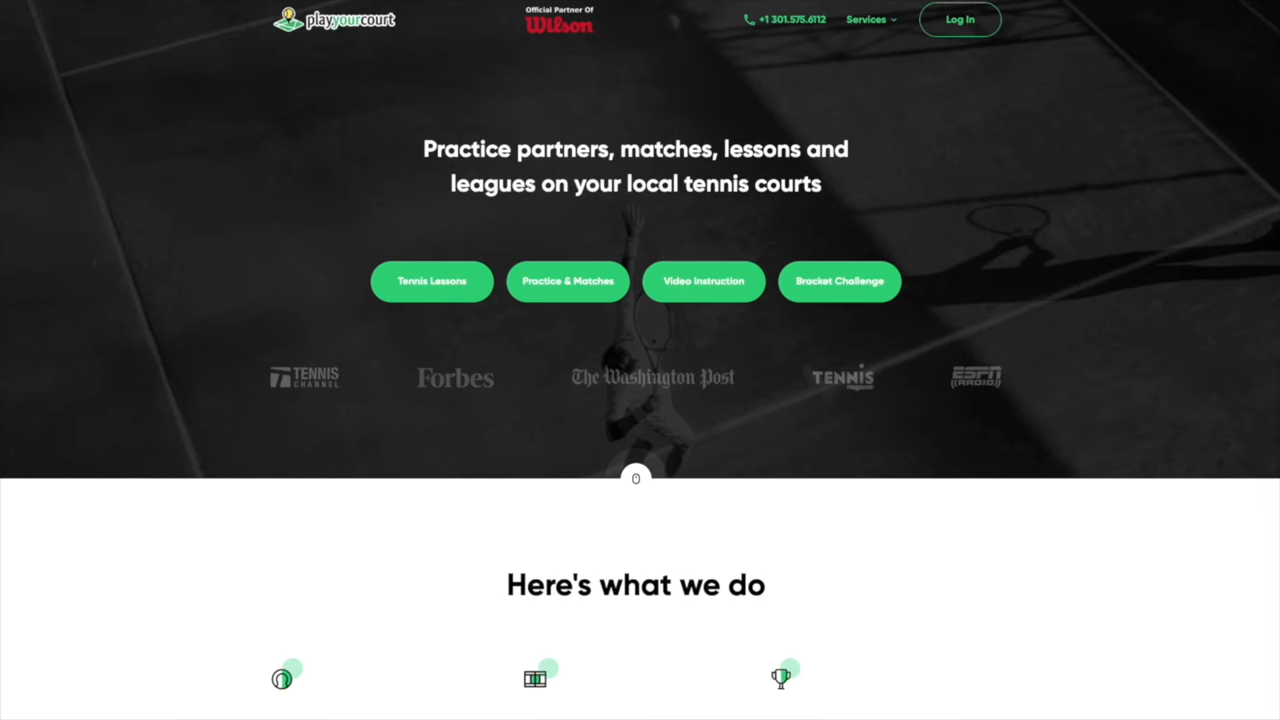 playyourcourt
Official Partner Of
Wilson
+1 301.575.6112
Services
Log In
Practice partners, matches, lessons and
leagues on your local tennis courts
Tennis Lessons
Practice & Matches
Video Instruction
Bracket Challenge
TENNIS
CHANNEL
Forbes
The Washington Post
TENNIS
magazine
ESPN
RADIO
Here's what we do